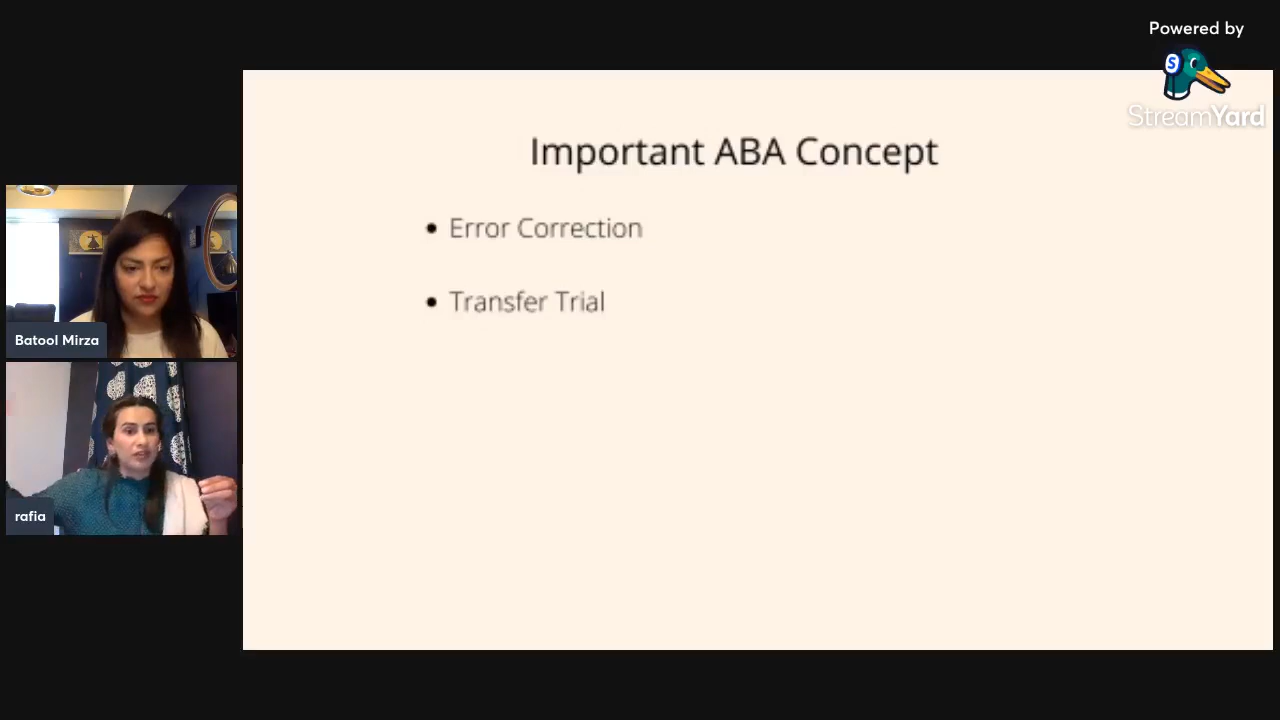 Powered by
StreamYard
Important ABA Concept
• Error Correction
• Transfer Trial
Batool Mirza
rafia